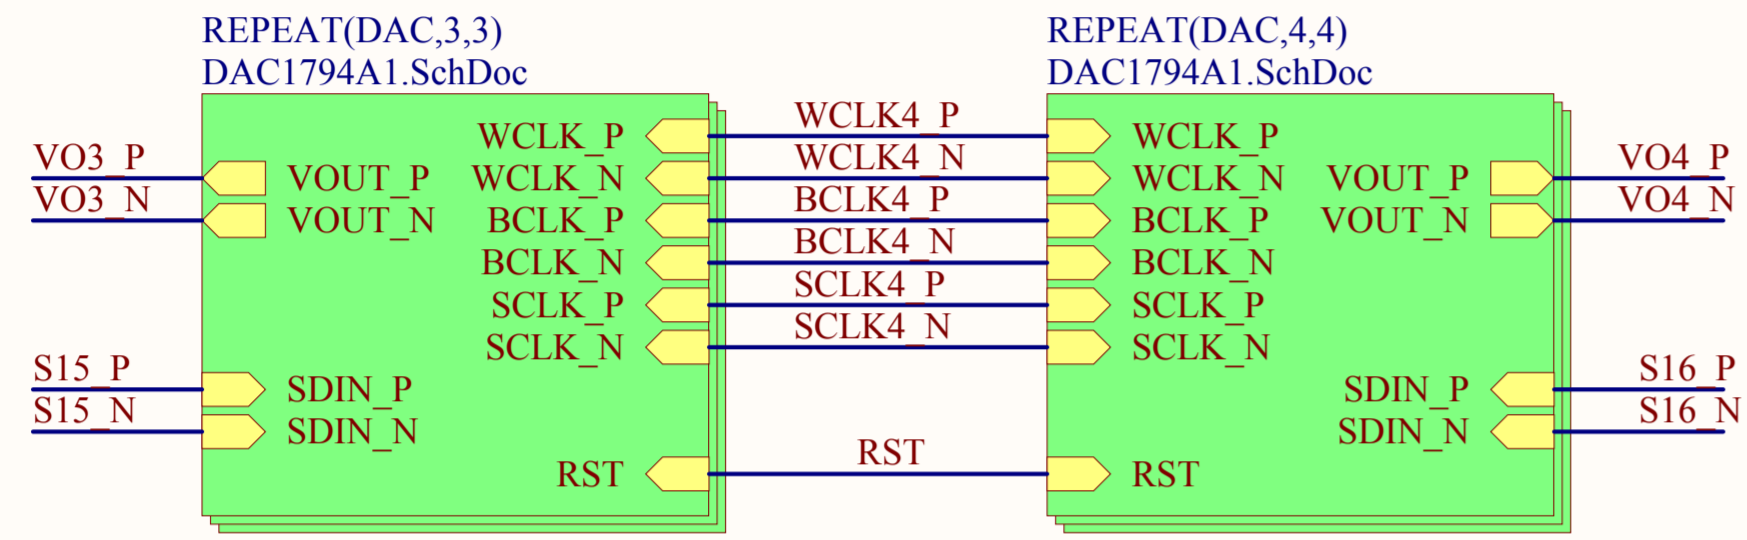 REPEAT(DAC,3,3)
DAC1794A1.SchDoc
VO3_P
VO3_N
S15_P
S15_N
VOUT_P
VOUT_N
SDIN_P
SDIN_N
WCLK_P
WCLK_N
BCLK_P
BCLK_N
SCLK_P
SCLK_N
RST
WCLK4_P
WCLK4_N
BCLK4_P
BCLK4_N
SCLK4_P
SCLK4_N
RST
REPEAT(DAC,4,4)
DAC1794A1.SchDoc
WCLK_P
WCLK_N
BCLK_P
BCLK_N
SCLK_P
SCLK_N
RST
VOUT_P
VOUT_N
SDIN_P
SDIN_N
VO4_P
VO4_N
S16_P
S16_N